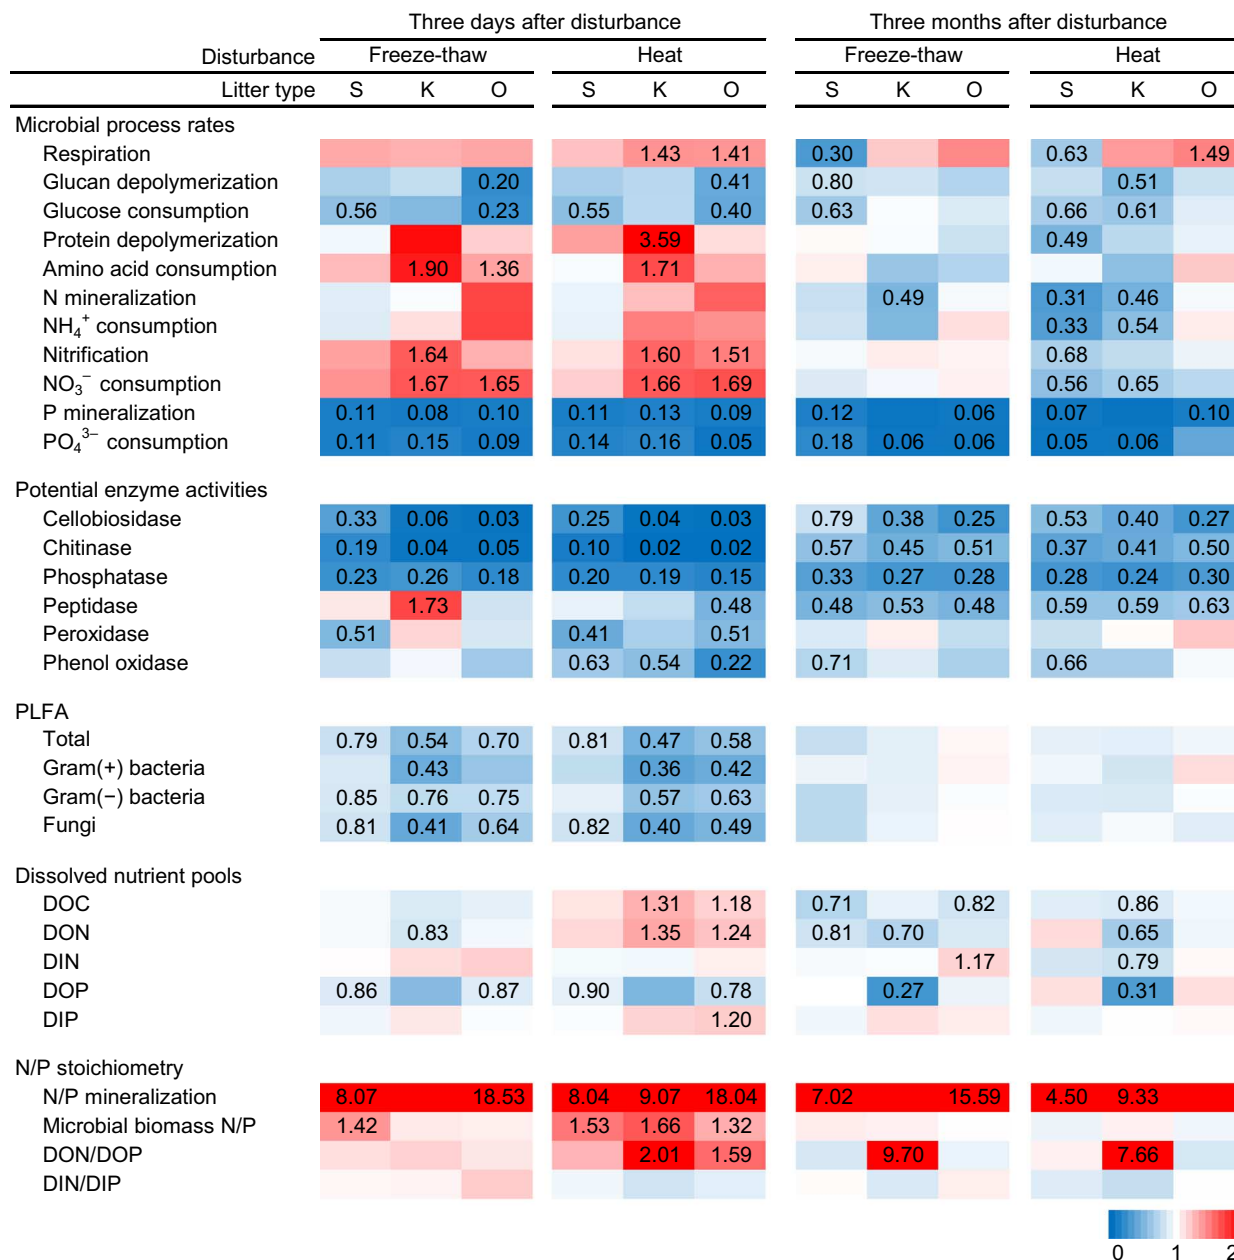 Three days after disturbance Three months after disturbance
Disturbance Freeze-thaw Heat Freeze-thaw Heat
Litter type S K O S K O S K O S K O
Microbial process rates
Respiration 1.43 1.41 0.30 0.63 1.49
Glucan depolymerization 0.20 0.41 0.80 0.51
Glucose consumption 0.56 0.23 0.55 0.40 0.63 0.66 0.61
Protein depolymerization 3.59 0.49
Amino acid consumption 1.90 1.36 1.71
N mineralization 0.49 0.31 0.46
NH₄⁺ consumption 0.33 0.54
Nitrification 1.64 1.60 1.51 0.68
NO₃⁻ consumption 1.67 1.65 1.66 1.69 0.56 0.65
P mineralization 0.11 0.08 0.10 0.11 0.13 0.09 0.12 0.06 0.07 0.10
PO₄³⁻ consumption 0.11 0.15 0.09 0.14 0.16 0.05 0.18 0.06 0.06 0.05 0.06
Potential enzyme activities
Cellobiosidase 0.33 0.06 0.03 0.25 0.04 0.03 0.79 0.38 0.25 0.53 0.40 0.27
Chitinase 0.19 0.04 0.05 0.10 0.02 0.02 0.57 0.45 0.51 0.37 0.41 0.50
Phosphatase 0.23 0.26 0.18 0.20 0.19 0.15 0.33 0.27 0.28 0.28 0.24 0.30
Peptidase 1.73 0.48 0.48 0.53 0.48 0.59 0.59 0.63
Peroxidase 0.51 0.41 0.51
Phenol oxidase 0.63 0.54 0.22 0.71 0.66
PLFA
Total 0.79 0.54 0.70 0.81 0.47 0.58
Gram(+) bacteria 0.43 0.36 0.42
Gram(−) bacteria 0.85 0.76 0.75 0.57 0.63
Fungi 0.81 0.41 0.64 0.82 0.40 0.49
Dissolved nutrient pools
DOC 1.31 1.18 0.71 0.82 0.86
DON 0.83 1.35 1.24 0.81 0.70 0.65
DIN 1.17 0.79
DOP 0.86 0.87 0.90 0.78 0.27 0.31
DIP 1.20
N/P stoichiometry
N/P mineralization 8.07 18.53 8.04 9.07 18.04 7.02 15.59 4.50 9.33
Microbial biomass N/P 1.42 1.53 1.66 1.32
DON/DOP 2.01 1.59 9.70 7.66
DIN/DIP
0 1 2